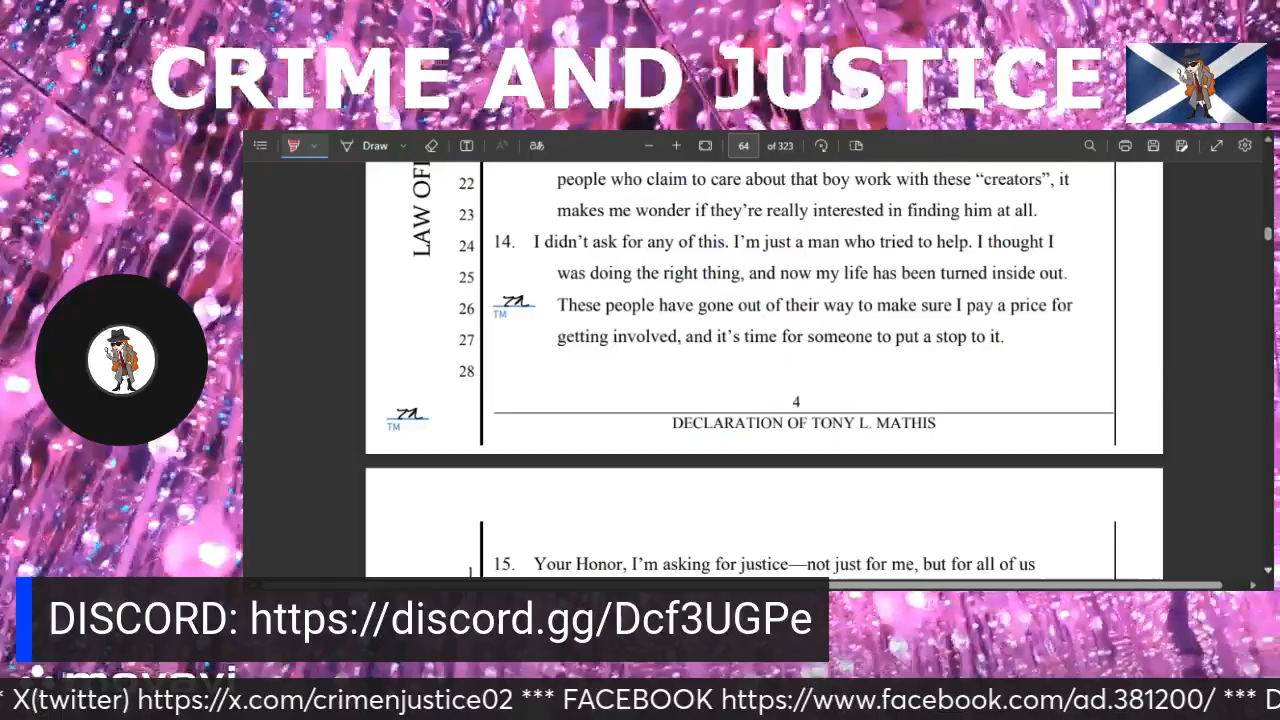 CRIME AND JUSTICE
Draw
aあ
64 of 323
LAW OF
22 people who claim to care about that boy work with these “creators”, it
23 makes me wonder if they’re really interested in finding him at all.
24 14. I didn’t ask for any of this. I’m just a man who tried to help. I thought I
25 was doing the right thing, and now my life has been turned inside out.
26 TM These people have gone out of their way to make sure I pay a price for
27 getting involved, and it’s time for someone to put a stop to it.
28
4
TM
DECLARATION OF TONY L. MATHIS
1 15. Your Honor, I’m asking for justice—not just for me, but for all of us
DISCORD: https://discord.gg/Dcf3UGPe
* X(twitter) https://x.com/crimenjustice02 *** FACEBOOK https://www.facebook.com/ad.381200/ *** D